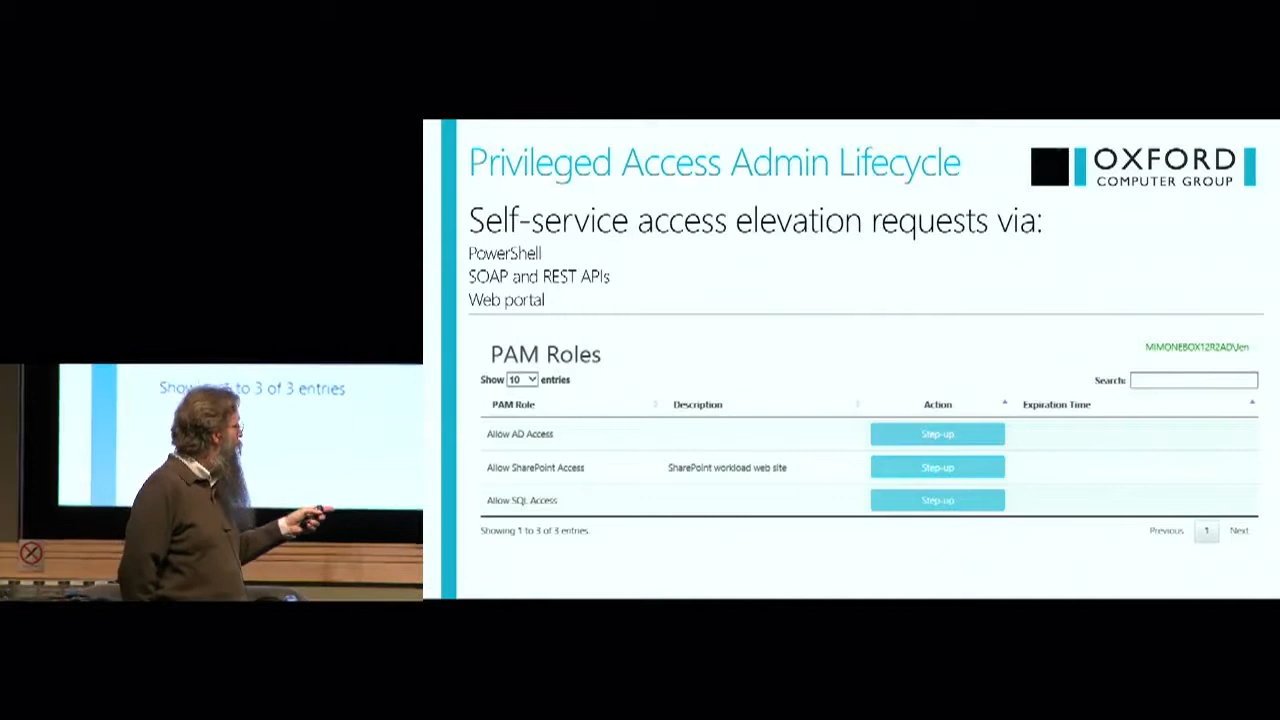 Privileged Access Admin Lifecycle
OXFORD
COMPUTER GROUP
Self-service access elevation requests via:
PowerShell
SOAP and REST APIs
Web portal
PAM Roles
MIMONEBOX12R2AD\Jen
Show 10 entries
Search:
PAM Role Description Action Expiration Time
Allow AD Access Step-up
Allow SharePoint Access SharePoint workload web site Step-up
Allow SQL Access Step-up
Showing 1 to 3 of 3 entries
Previous 1 Next
to 3 of 3 entries